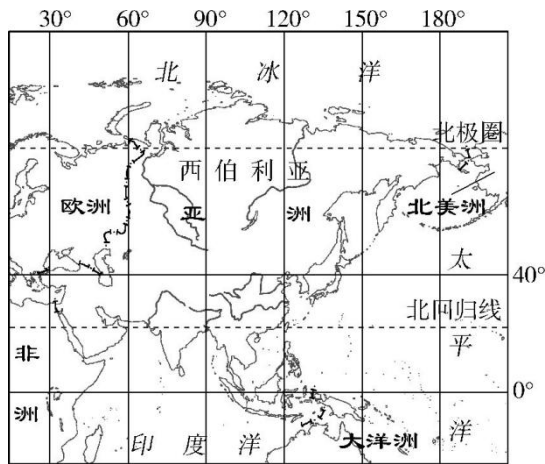 30° 60° 90° 120° 150° 180°
北冰洋
北极圈
西伯利亚
欧洲
亚洲
北美洲
太平洋
40°
北回归线
非洲
0°
印度洋
大洋洲